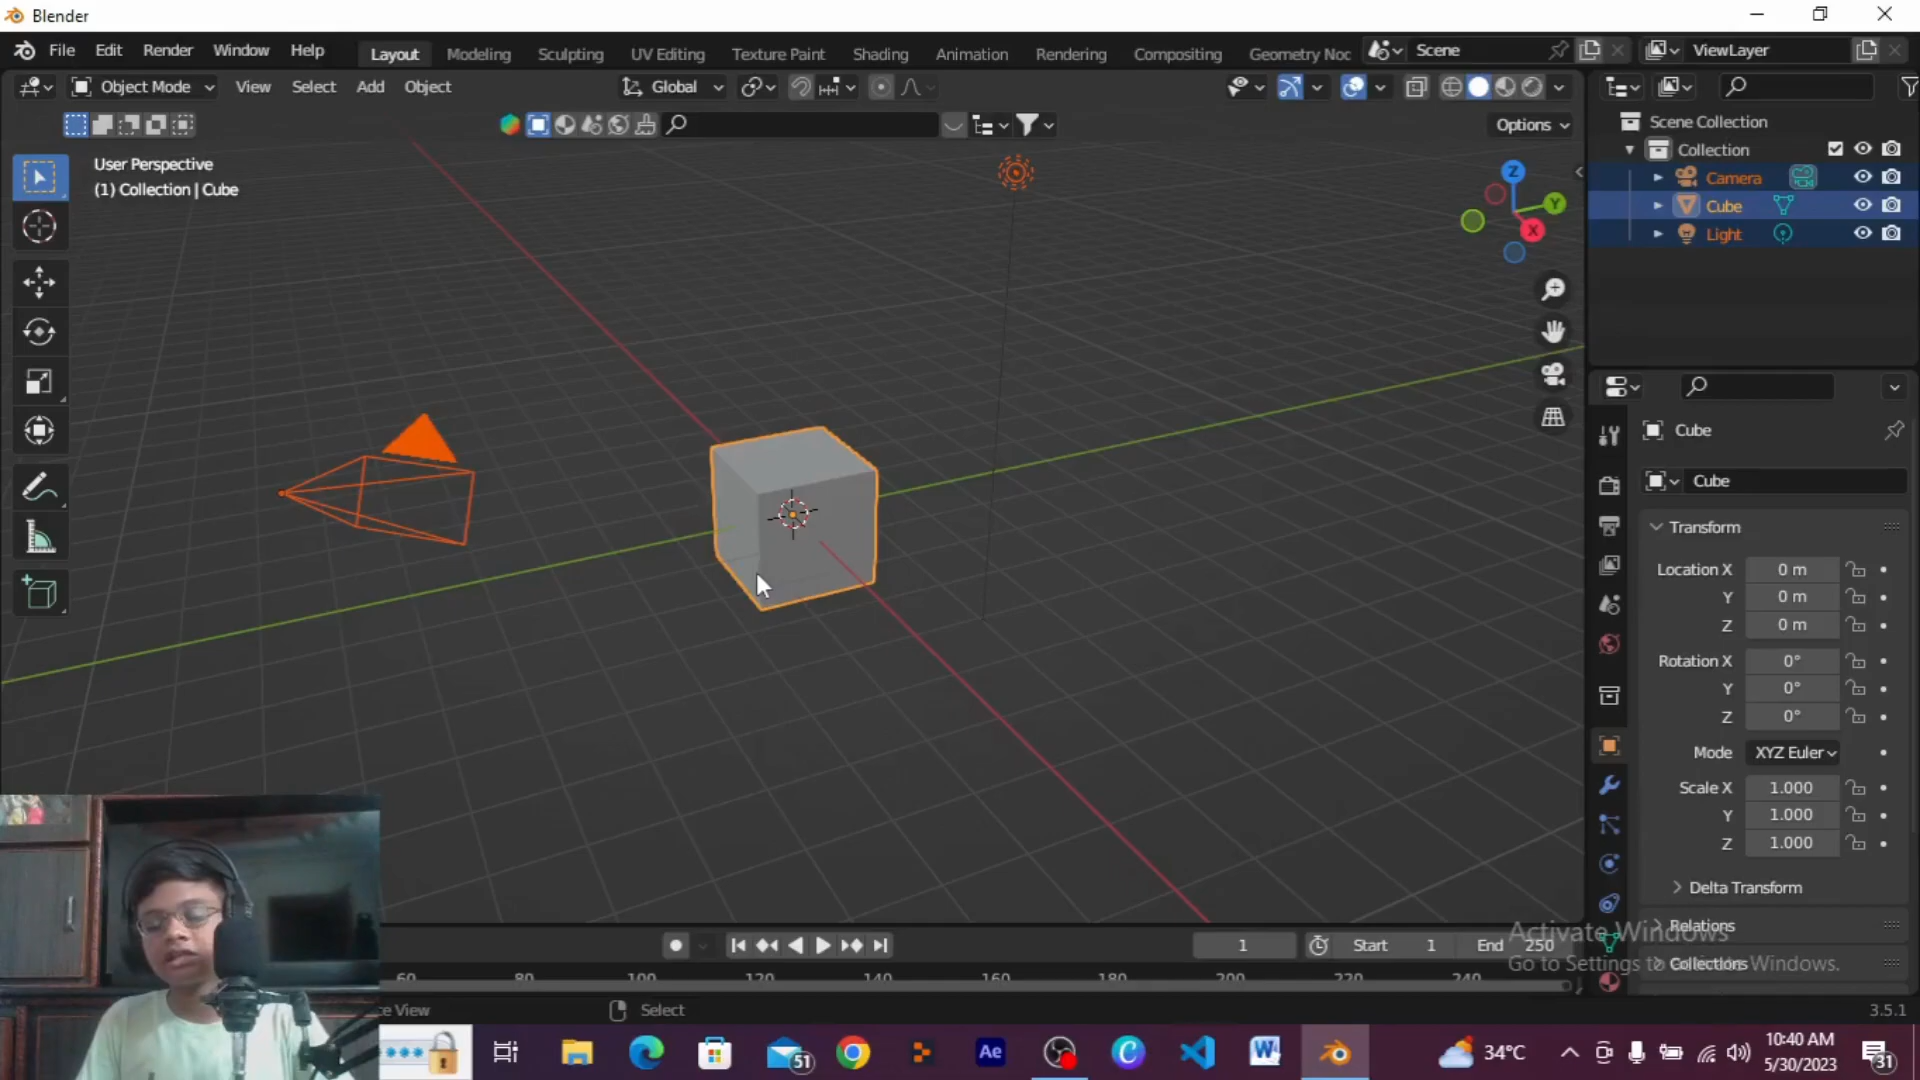 Blender
File Edit Render Window Help Layout Modeling Sculpting UV Editing Texture Paint Shading Animation Rendering Compositing Geometry Noc Scene ViewLayer
Object Mode View Select Add Object Global
Options
User Perspective
(1) Collection | Cube
Z
Y
X
Scene Collection
Collection
Camera
Cube
Light
Cube
Cube
Transform
Location X 0 m
Y 0 m
Z 0 m
Rotation X 0°
Y 0°
Z 0°
Mode XYZ Euler
Scale X 1.000
Y 1.000
Z 1.000
Delta Transform
Relations
Collections
Activate Windows
Go to Settings to Activate Windows.
1 Start 1 End 250
60 80 100 120 140 160 180 200 220 240
ce View Select 3.5.1
51 Ae W 34°C 10:40 AM
5/30/2023
31